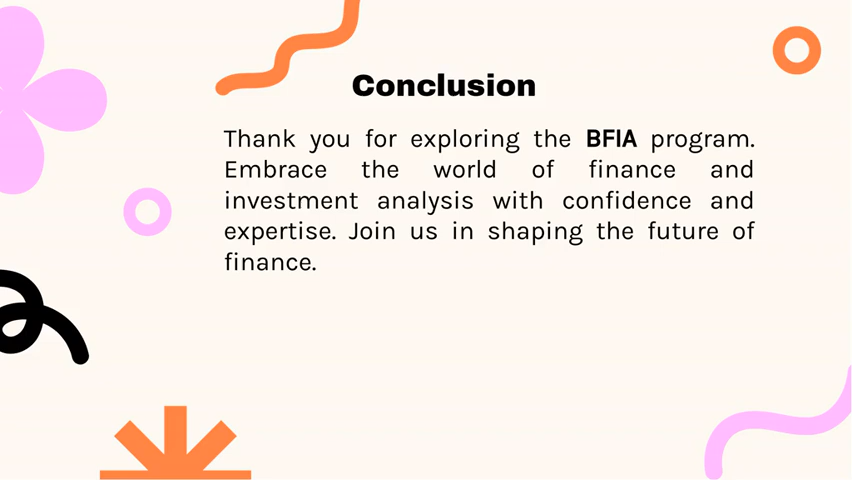 Conclusion
Thank you for exploring the BFIA program.
Embrace the world of finance and
investment analysis with confidence and
expertise. Join us in shaping the future of
finance.